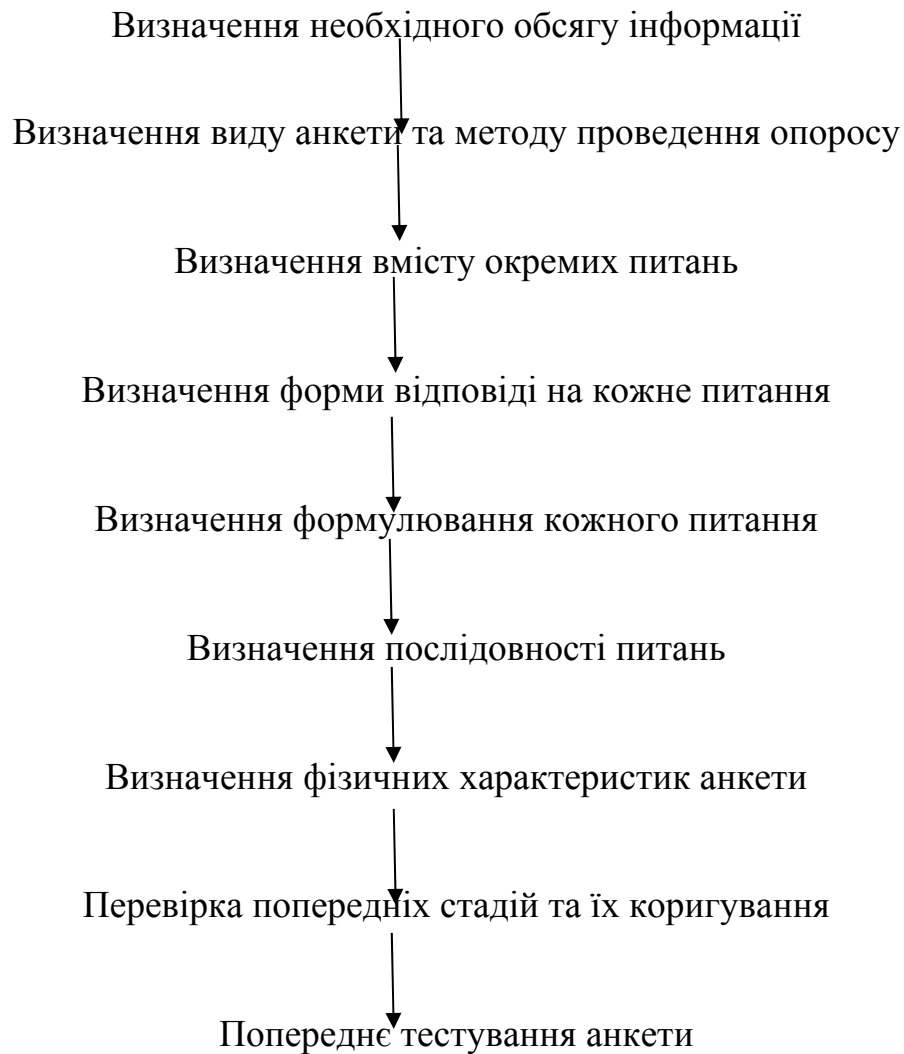 Визначення необхідного обсягу інформації
Визначення виду анкети та методу проведення опоросу
Визначення вмісту окремих питань
Визначення форми відповіді на кожне питання
Визначення формулювання кожного питання
Визначення послідовності питань
Визначення фізичних характеристик анкети
Перевірка попередніх стадій та їх коригування
Попереднє тестування анкети